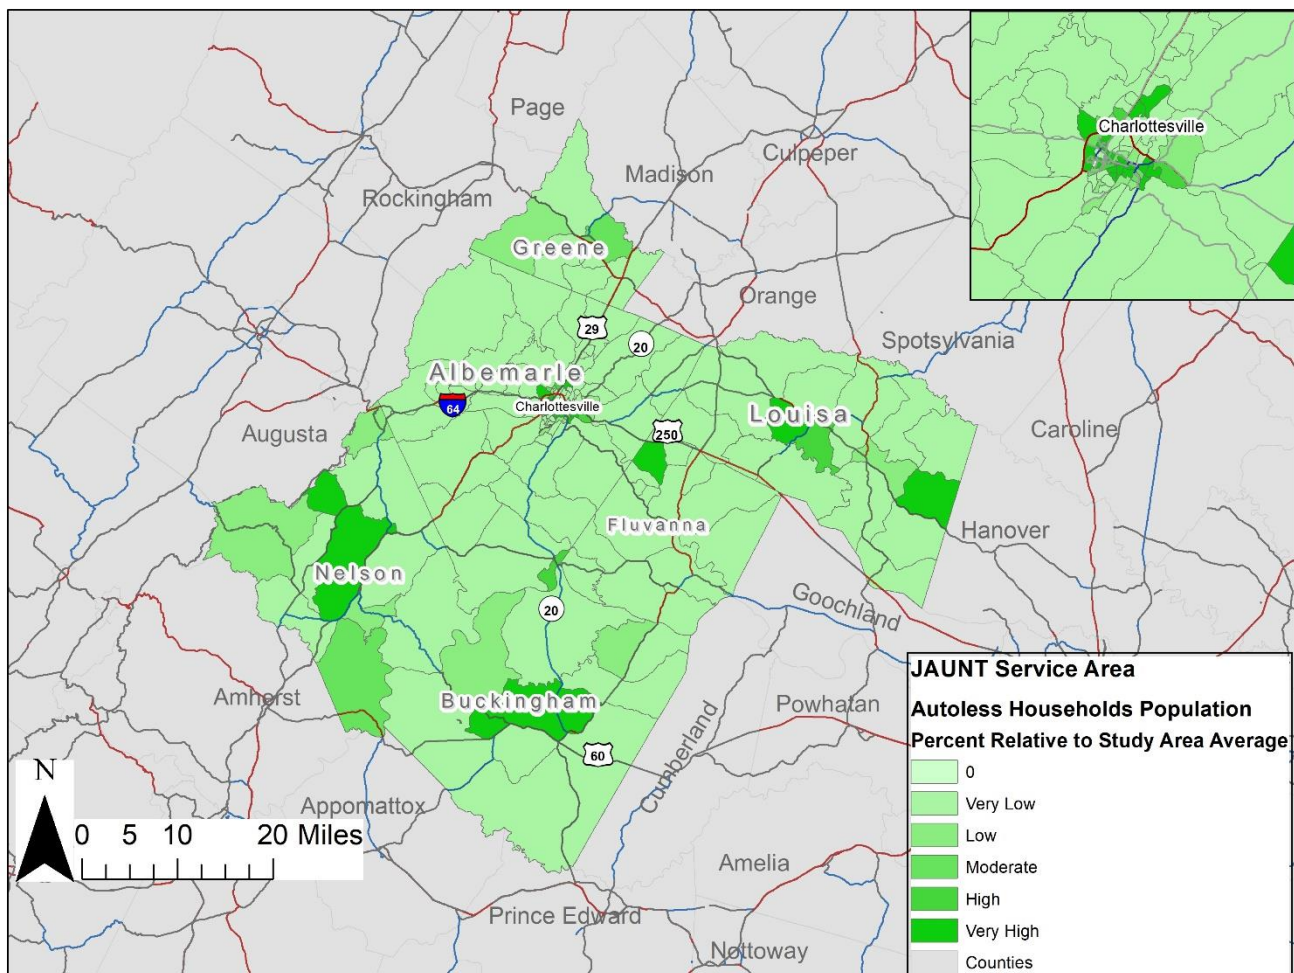 Page
Culpeper
Madison
Rockingham
Greene
Charlottesville
Orange
29
20
Spotsylvania
Albemarle
64
Charlottesville
Louisa
250
Augusta
Caroline
Fluvanna
Hanover
Nelson
20
Goochland
Amherst
Buckingham
Powhatan
60
Cumberland
Appomattox
Amelia
Prince Edward
Nottoway
N
0 5 10 20 Miles
JAUNT Service Area
Autoless Households Population
Percent Relative to Study Area Average
0
Very Low
Low
Moderate
High
Very High
Counties